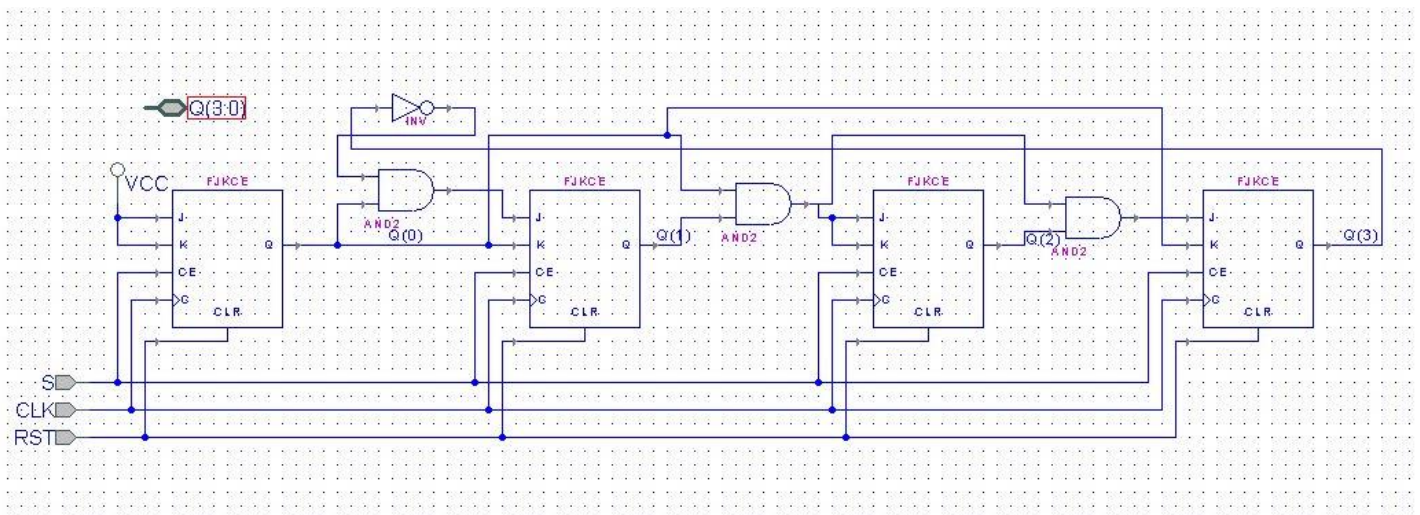 INV
Q(3:0)
VCC
FJKCE
FJKCE
FJKCE
FJKCE
J
K
CE
C
CLR
Q
AND2
Q(0)
J
K
CE
C
CLR
Q
Q(1)
AND2
J
K
CE
C
CLR
Q
Q(2)
AND2
J
K
CE
C
CLR
Q
Q(3)
S
CLK
RST